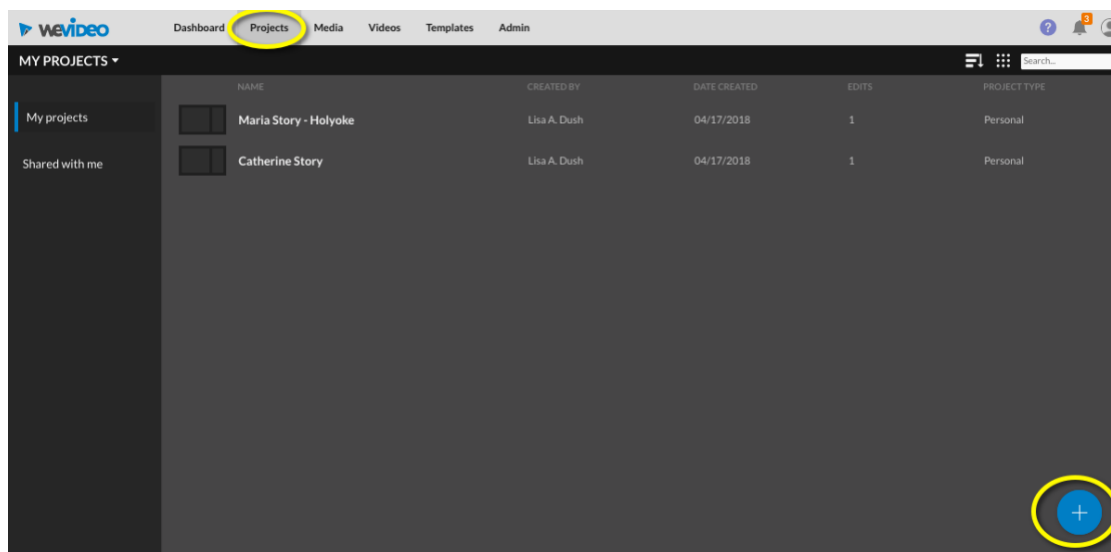 WEVIDEO Dashboard Projects Media Videos Templates Admin ? 3
MY PROJECTS Search...
NAME CREATED BY DATE CREATED EDITS PROJECT TYPE
My projects
Maria Story - Holyoke Lisa A. Dush 04/17/2018 1 Personal
Shared with me
Catherine Story Lisa A. Dush 04/17/2018 1 Personal
+